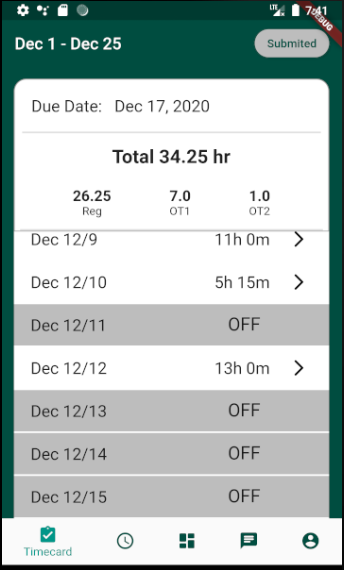 LTE 7:41
DEBUG
Dec 1 - Dec 25
Submited
Due Date: Dec 17, 2020
Total 34.25 hr
26.25 7.0 1.0
Reg OT1 OT2
Dec 12/9 11h 0m
Dec 12/10 5h 15m
Dec 12/11 OFF
Dec 12/12 13h 0m
Dec 12/13 OFF
Dec 12/14 OFF
Dec 12/15 OFF
Timecard